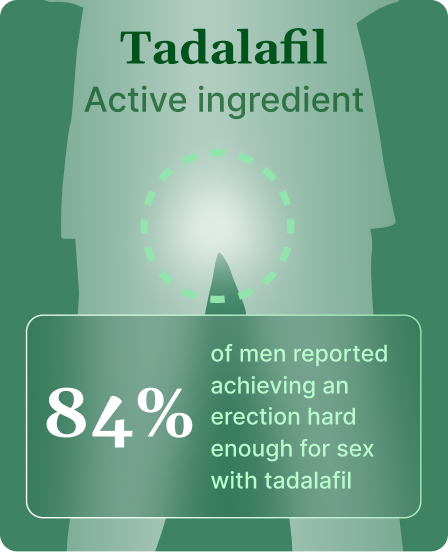 Tadalafil
Active ingredient
84%
of men reported
achieving an
erection hard
enough for sex
with tadalafil